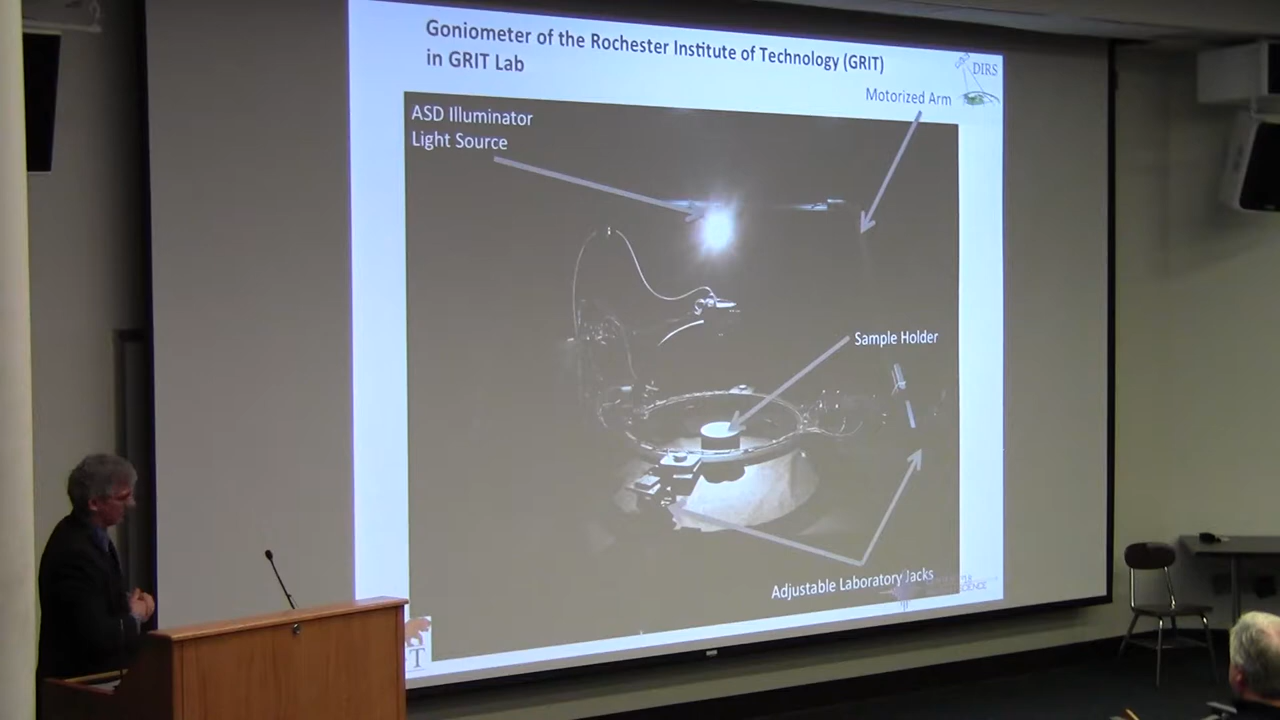 Goniometer of the Rochester Institute of Technology (GRIT)
in GRIT Lab
DIRS
Motorized Arm
ASD Illuminator
Light Source
Sample Holder
Adjustable Laboratory Jacks